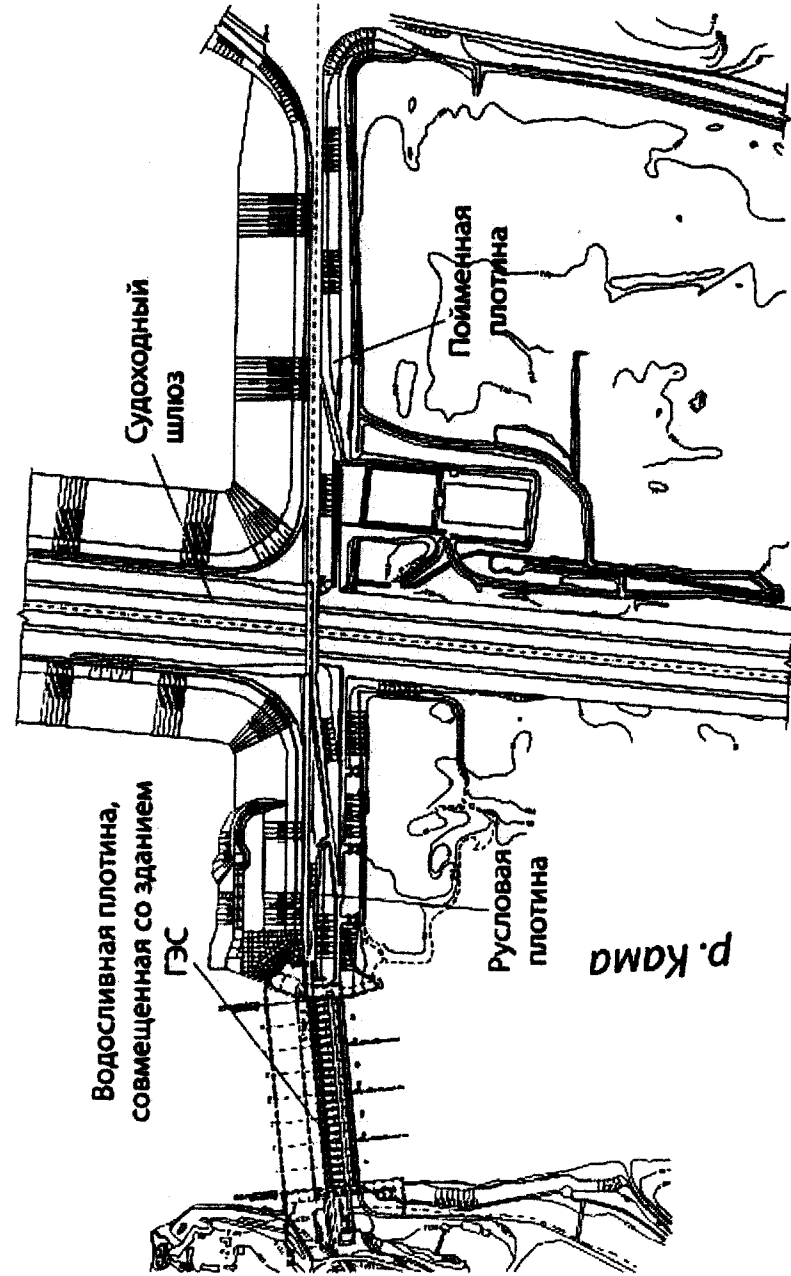 Водосливная плотина,
совмещенная со зданием
ГЭС
Судоходный
шлюз
Русловая
плотина
Пойменная
плотина
р. Кама